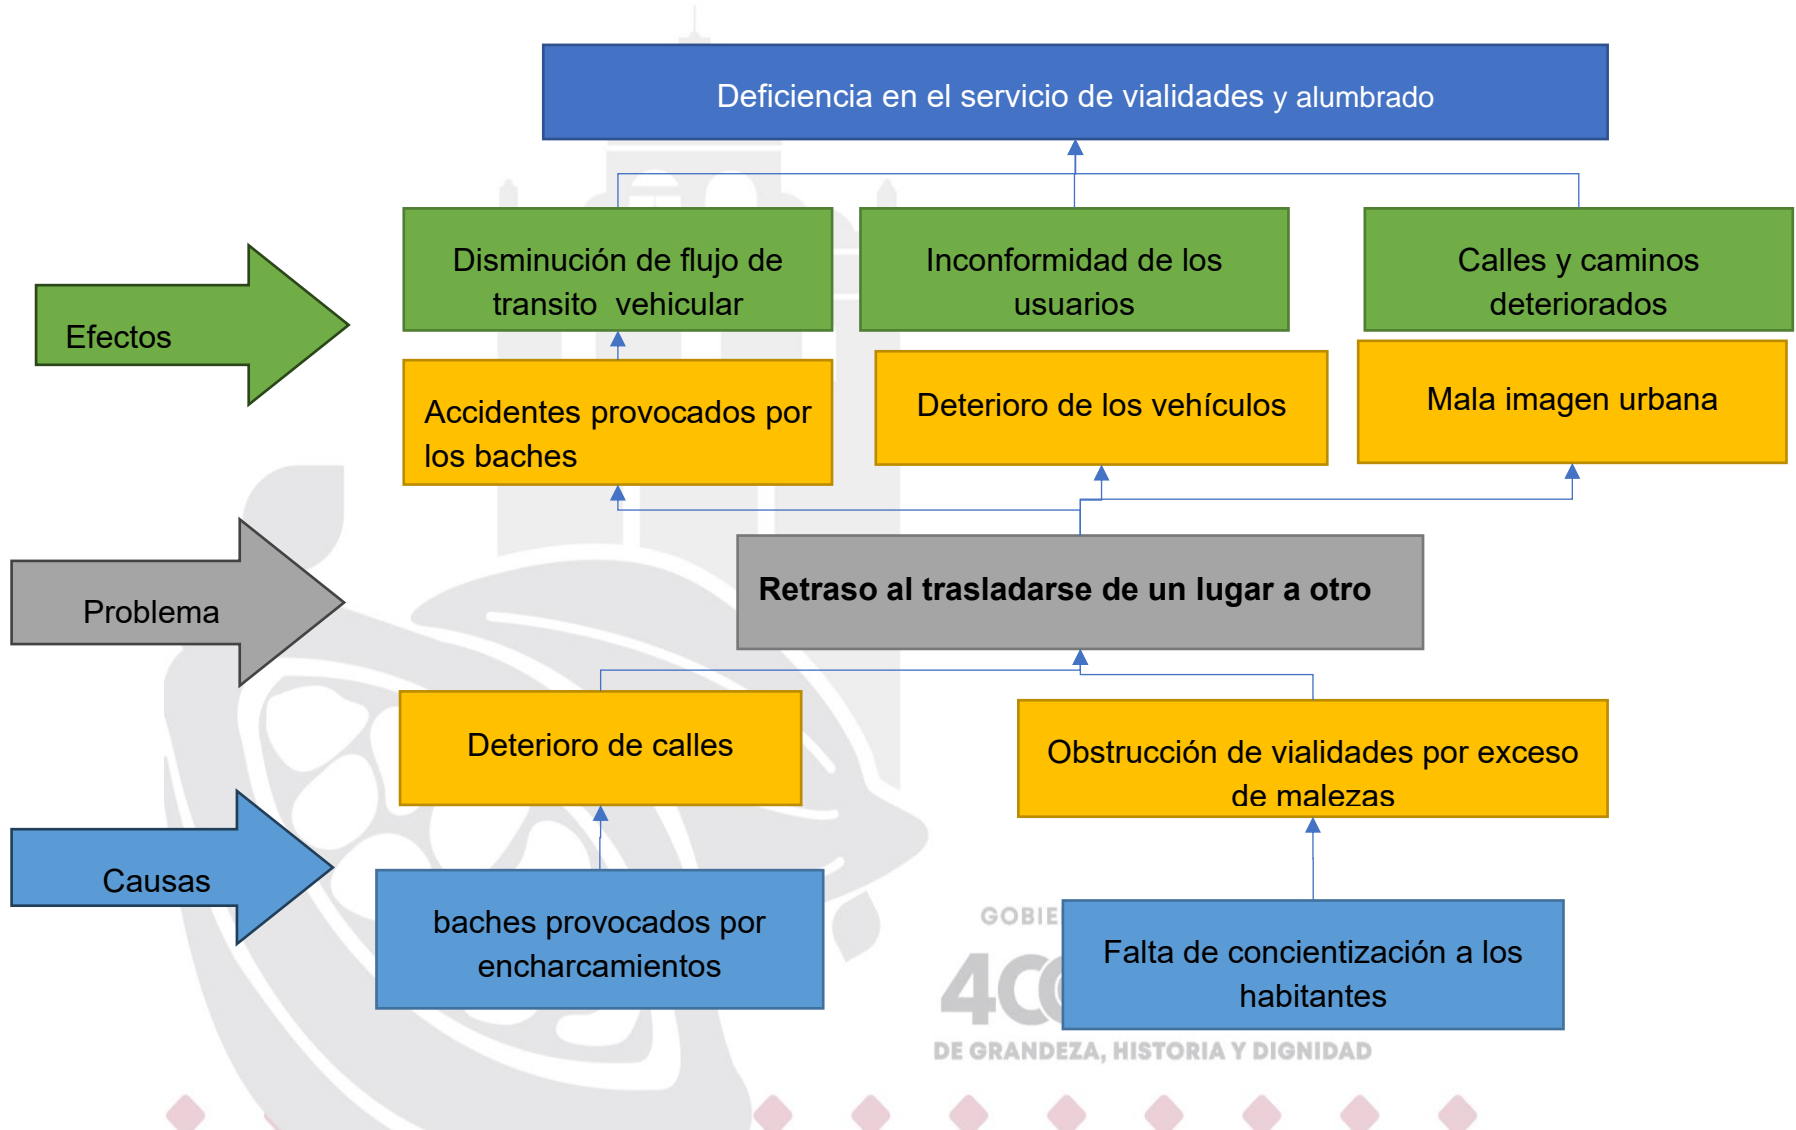 Deficiencia en el servicio de vialidades y alumbrado
Disminución de flujo de
transito  vehicular
Inconformidad de los
usuarios
Calles y caminos
deteriorados
Efectos
Accidentes provocados por
los baches
Deterioro de los vehículos
Mala imagen urbana
Problema
Retraso al trasladarse de un lugar a otro
Deterioro de calles
Obstrucción de vialidades por exceso
de malezas
Causas
baches provocados por
encharcamientos
Falta de concientización a los
habitantes
DE GRANDEZA, HISTORIA Y DIGNIDAD